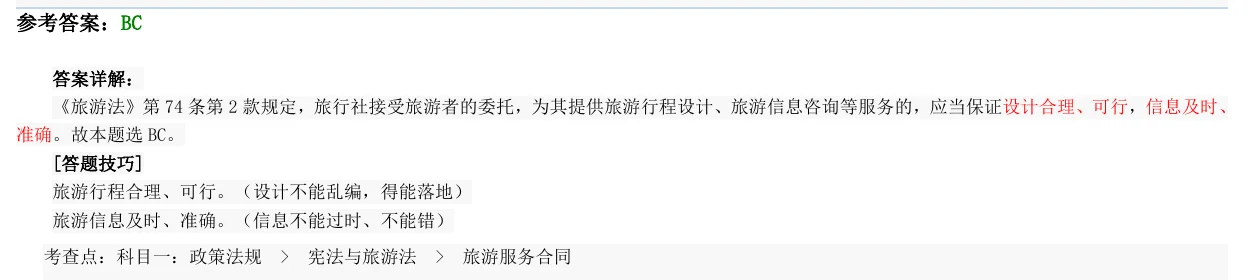 参考答案：BC
答案详解：
《旅游法》第 74 条第 2 款规定，旅行社接受旅游者的委托，为其提供旅游行程设计、旅游信息咨询等服务的，应当保证设计合理、可行，信息及时、
准确。故本题选 BC。
[答题技巧]
旅游行程合理、可行。（设计不能乱编，得能落地）
旅游信息及时、准确。（信息不能过时、不能错）
考查点：科目一：政策法规 > 宪法与旅游法 > 旅游服务合同